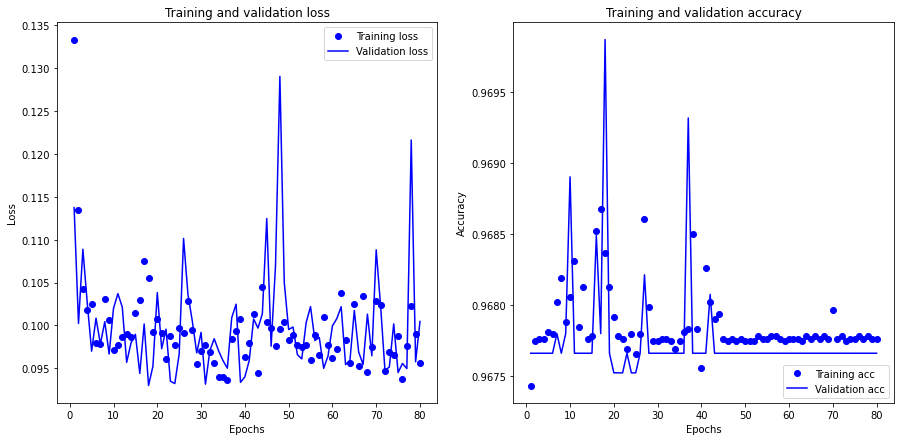 Training and validation loss
0.135
0.130
0.125
0.120
0.115
0.110
0.105
0.100
0.095
Loss
0 10 20 30 40 50 60 70 80
Epochs
Training loss
Validation loss
Training and validation accuracy
0.9695
0.9690
0.9685
0.9680
0.9675
Accuracy
0 10 20 30 40 50 60 70 80
Epochs
Training acc
Validation acc